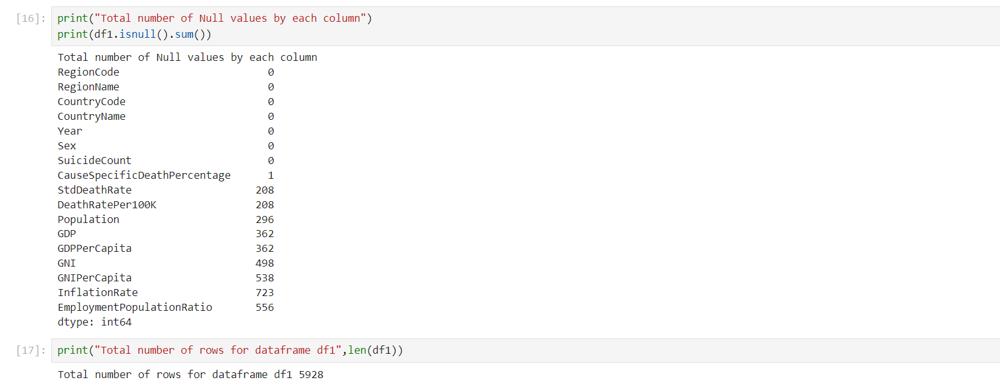 [16]: print("Total number of Null values by each column")
print(df1.isnull().sum())
Total number of Null values by each column
RegionCode 0
RegionName 0
CountryCode 0
CountryName 0
Year 0
Sex 0
SuicideCount 0
CauseSpecificDeathPercentage 1
StdDeathRate 208
DeathRatePer100K 208
Population 296
GDP 362
GDPPerCapita 362
GNI 498
GNIPerCapita 538
InflationRate 723
EmploymentPopulationRatio 556
dtype: int64
[17]: print("Total number of rows for dataframe df1",len(df1))
Total number of rows for dataframe df1 5928